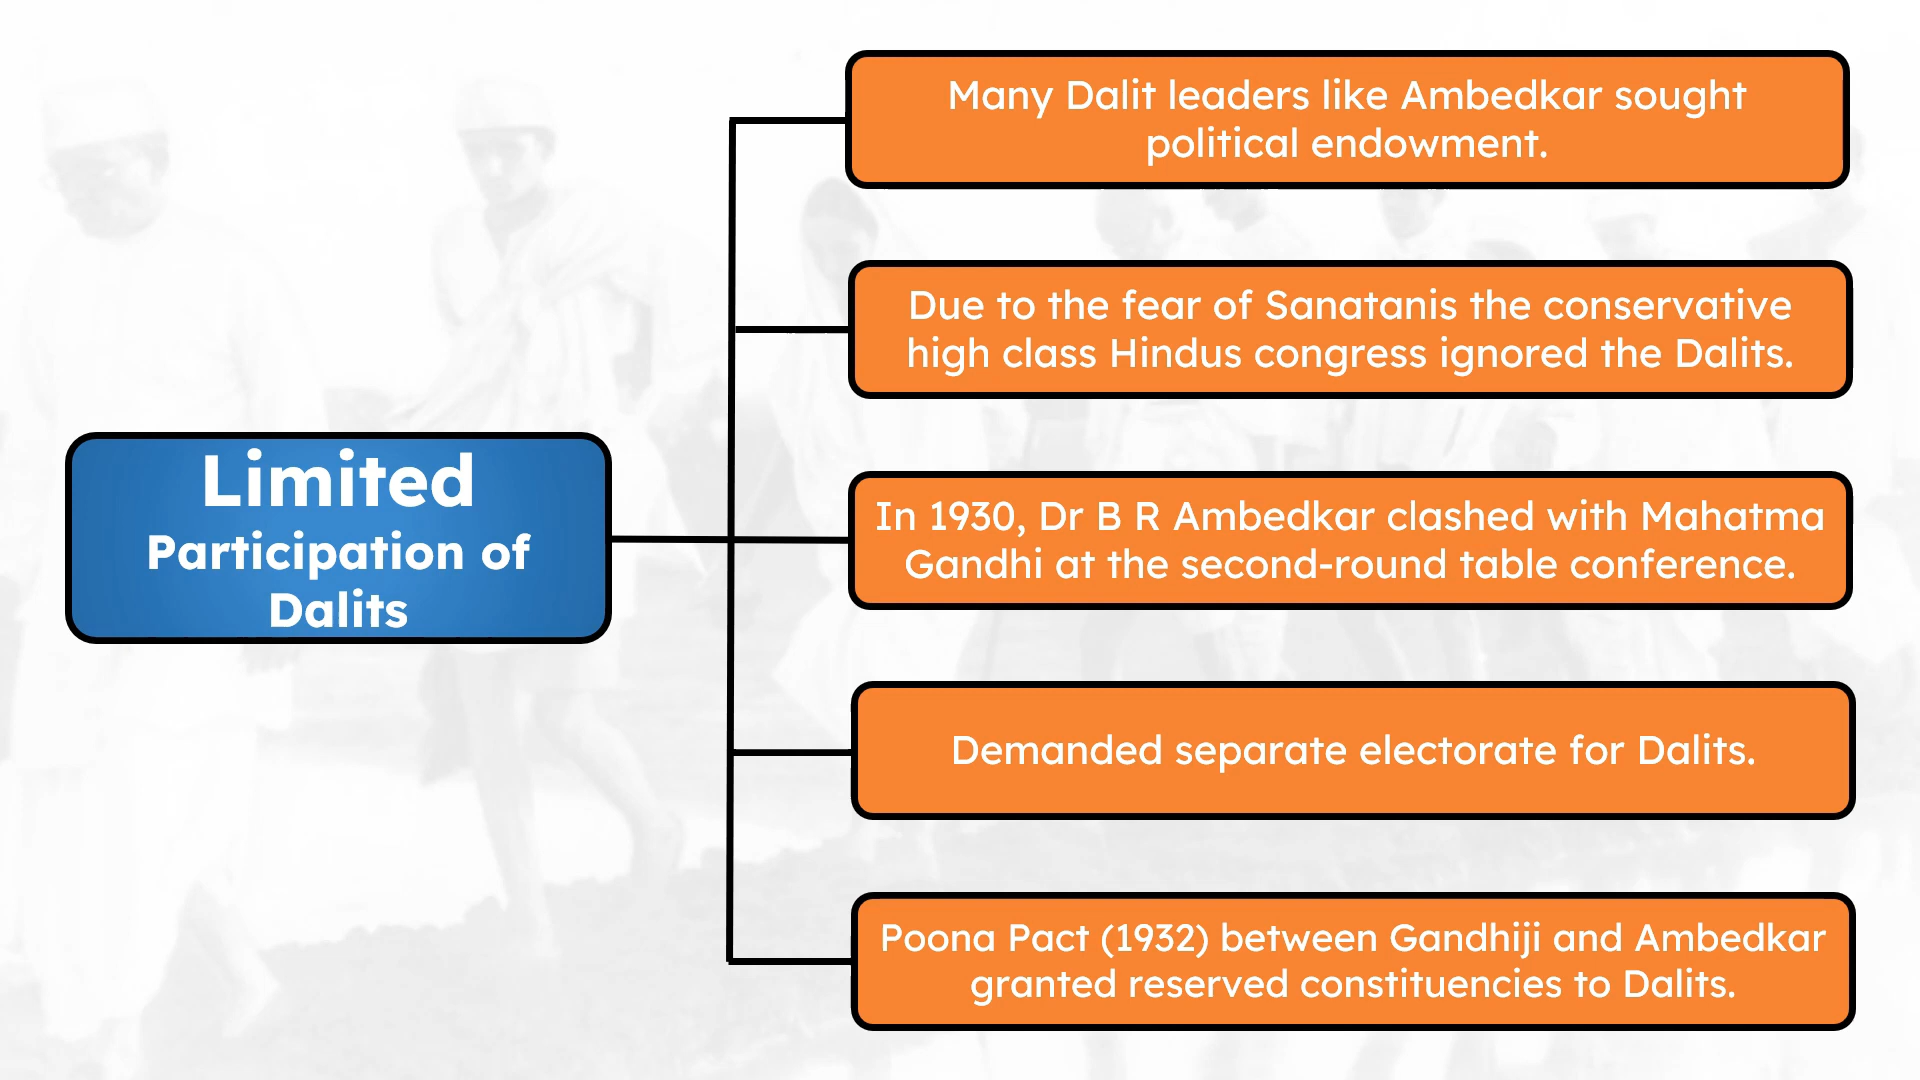 Limited
Participation of
Dalits
Many Dalit leaders like Ambedkar sought
political endowment.
Due to the fear of Sanatanis the conservative
high class Hindus congress ignored the Dalits.
In 1930, Dr B R Ambedkar clashed with Mahatma
Gandhi at the second-round table conference.
Demanded separate electorate for Dalits.
Poona Pact (1932) between Gandhiji and Ambedkar
granted reserved constituencies to Dalits.